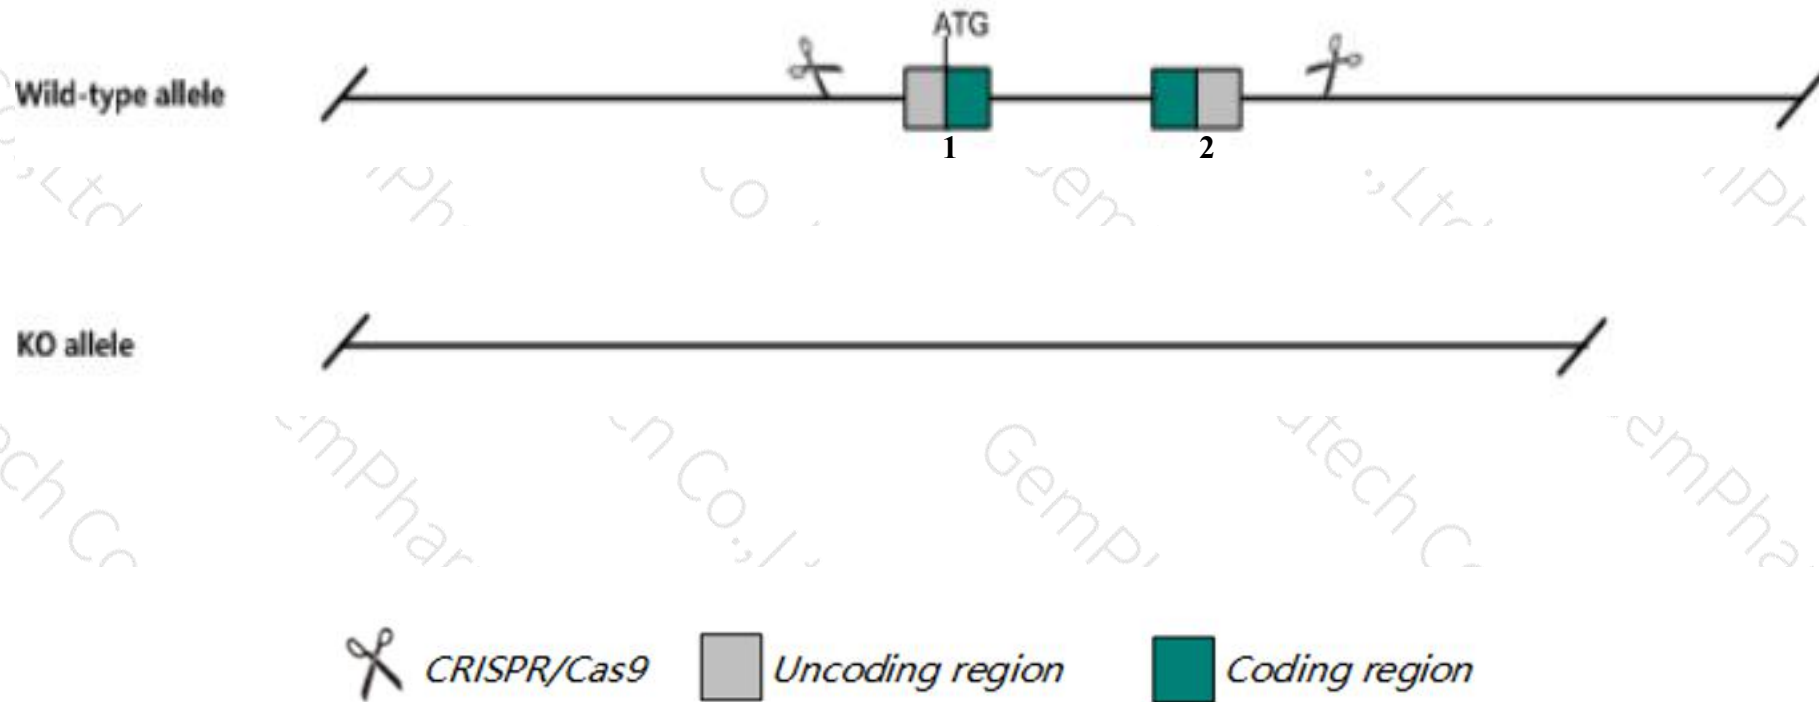 ATG
Wild-type allele
1 2
KO allele
CRISPR/Cas9 Uncoding region Coding region